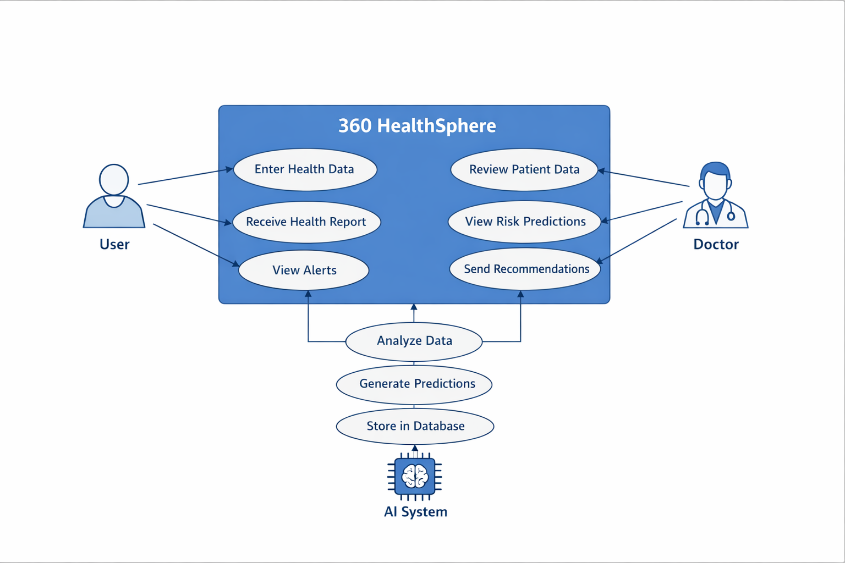 360 HealthSphere
Enter Health Data
Review Patient Data
Receive Health Report
View Risk Predictions
View Alerts
Send Recommendations
User
Doctor
Analyze Data
Generate Predictions
Store in Database
AI System